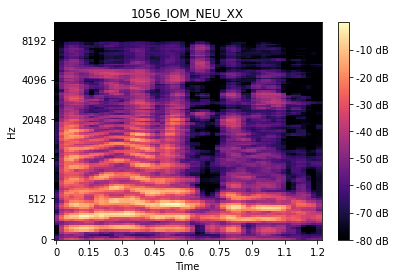 1056_IOM_NEU_XX
8192
4096
2048
1024
512
0
Hz
0 0.15 0.3 0.45 0.6 0.75 0.9 1.1 1.2
Time
-10 dB
-20 dB
-30 dB
-40 dB
-50 dB
-60 dB
-70 dB
-80 dB